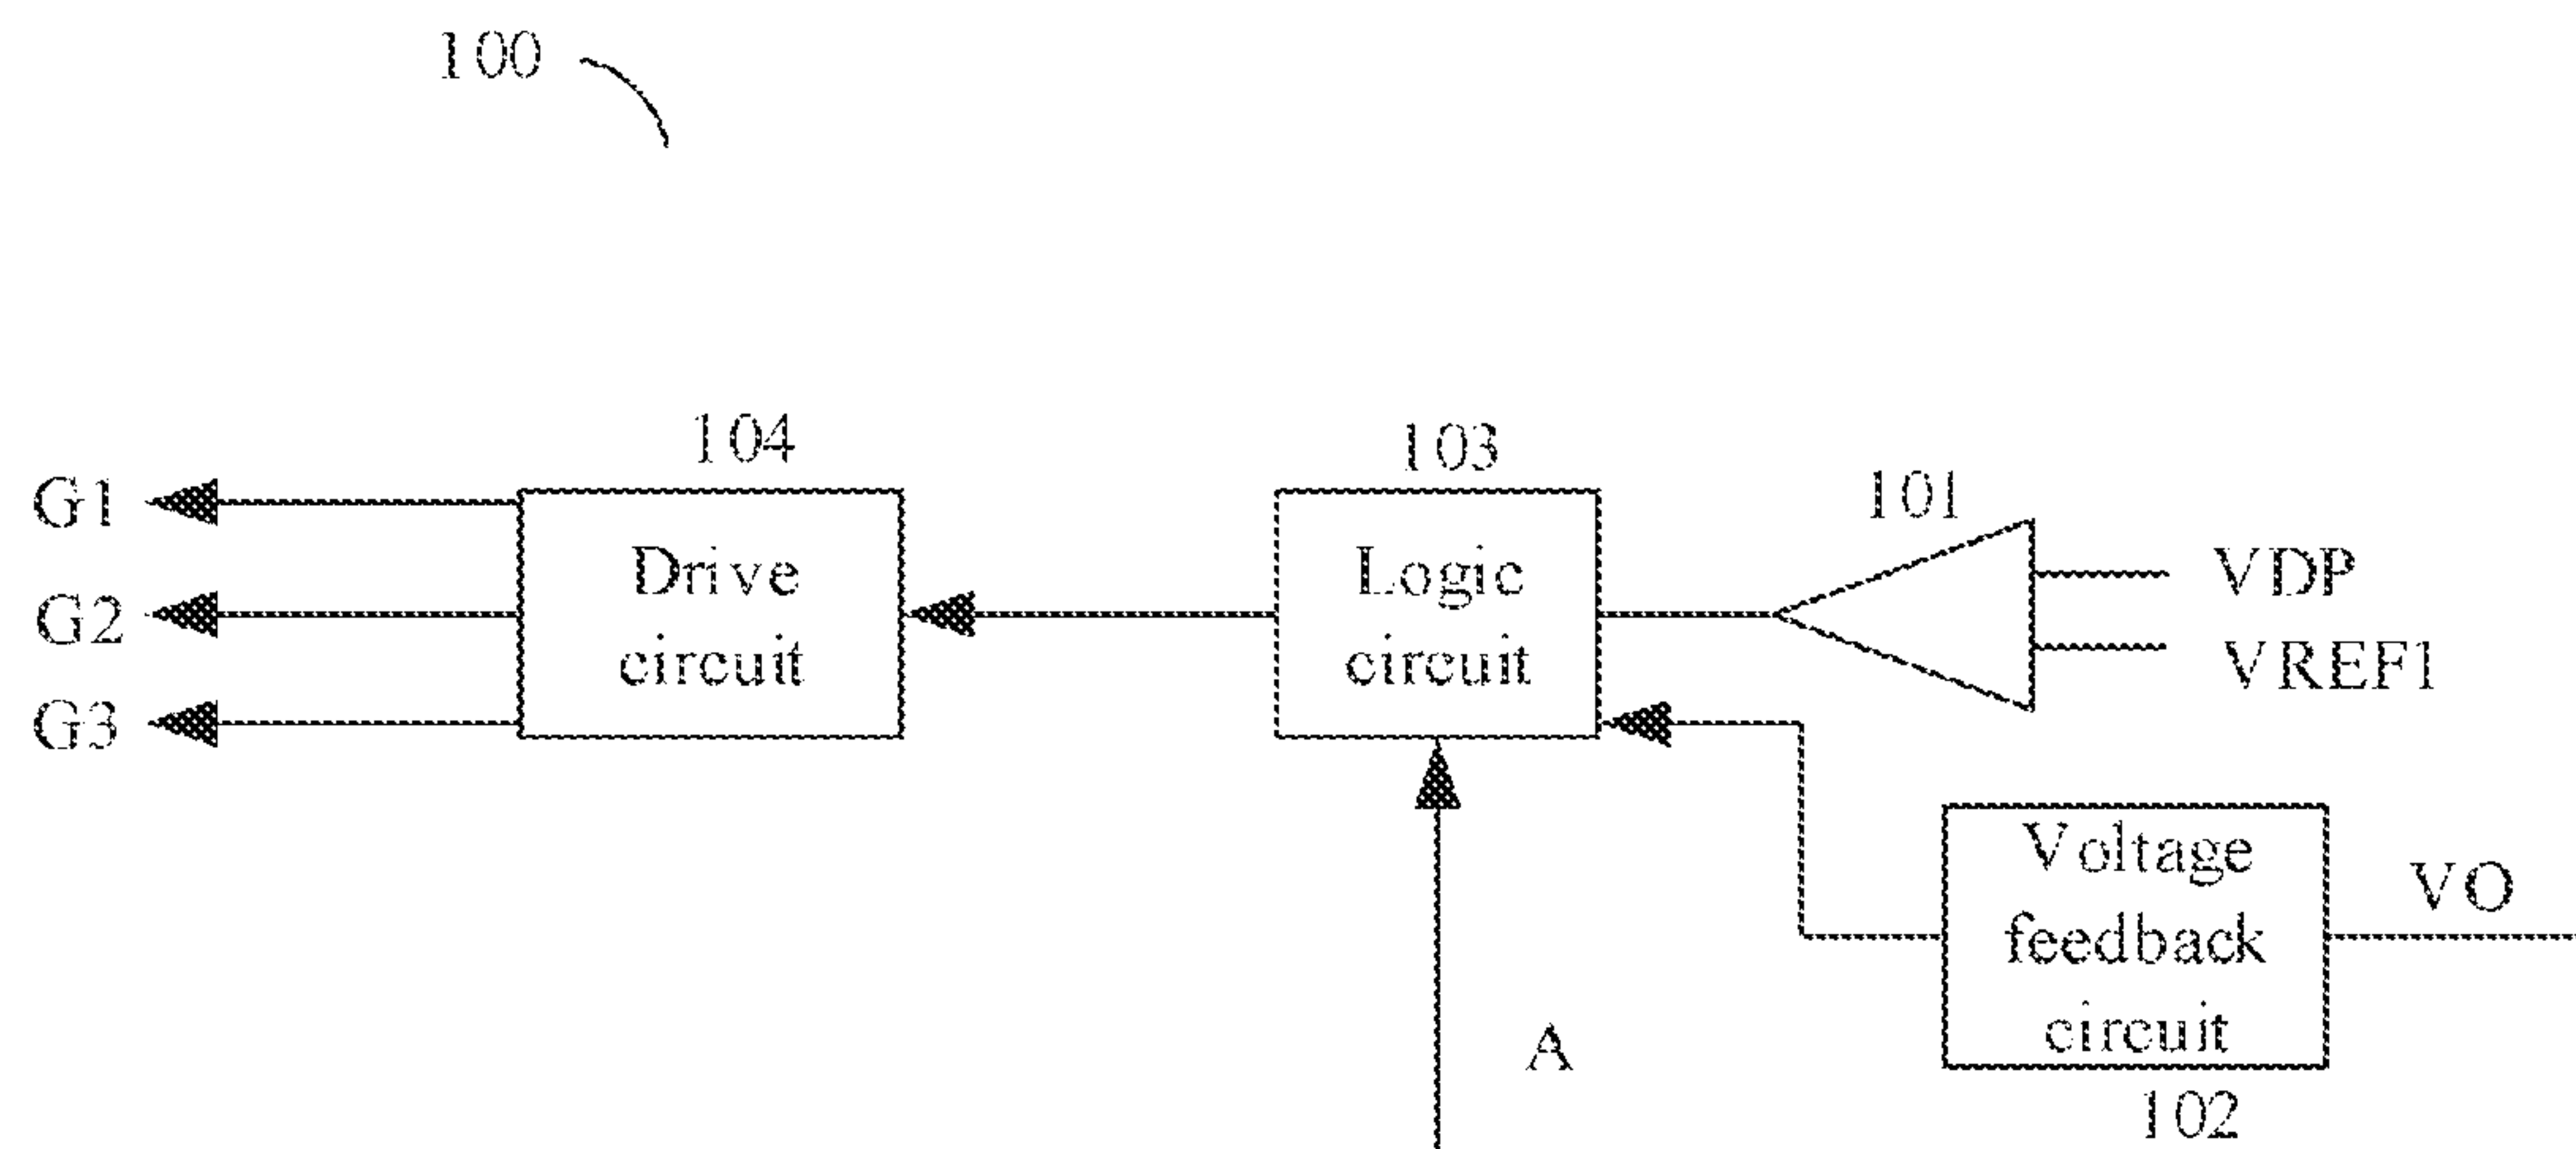 100
104
103
101
G1
G2
G3
Drive
circuit
Logic
circuit
VDP
VREF1
Voltage
feedback
circuit
VO
A
102